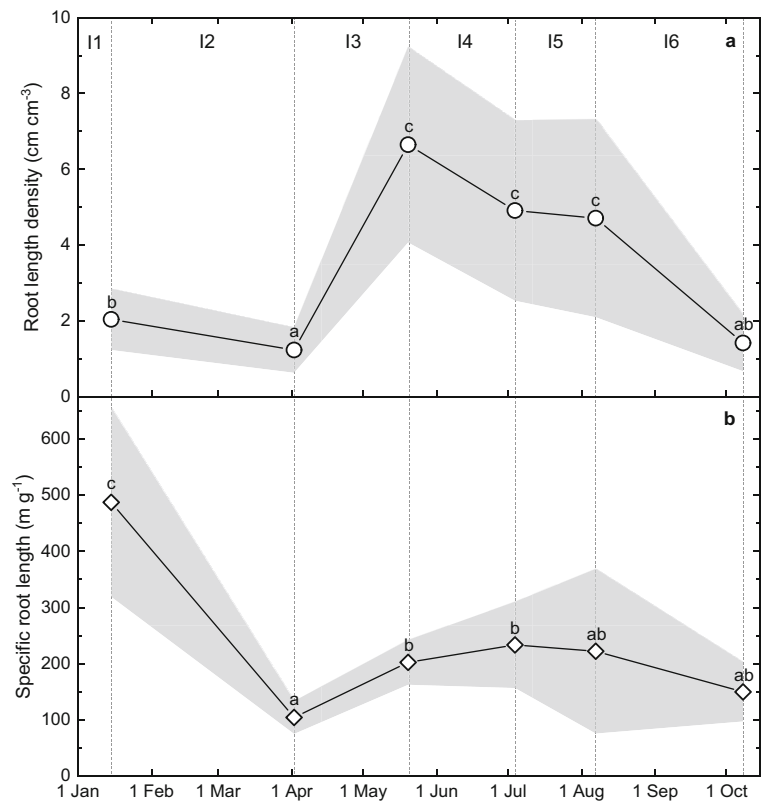 10
I1 I2 I3 I4 I5 I6 a
8
c
6
c c
4
2
b a ab
0
Root length density (cm cm-3)
b
600
500
c
400
300
200
b b ab ab
a
10
0
Specific root length (m g-1)
1 Jan 1 Feb 1 Mar 1 Apr 1 May 1 Jun 1 Jul 1 Aug 1 Sep 1 Oct